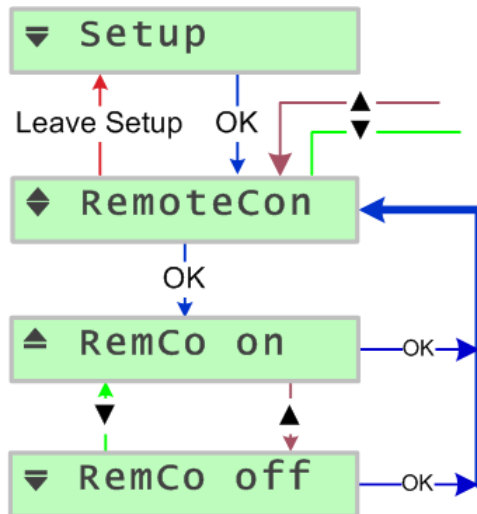 Setup
Leave Setup OK
RemoteCon
OK
RemCo on
OK
RemCo off
OK